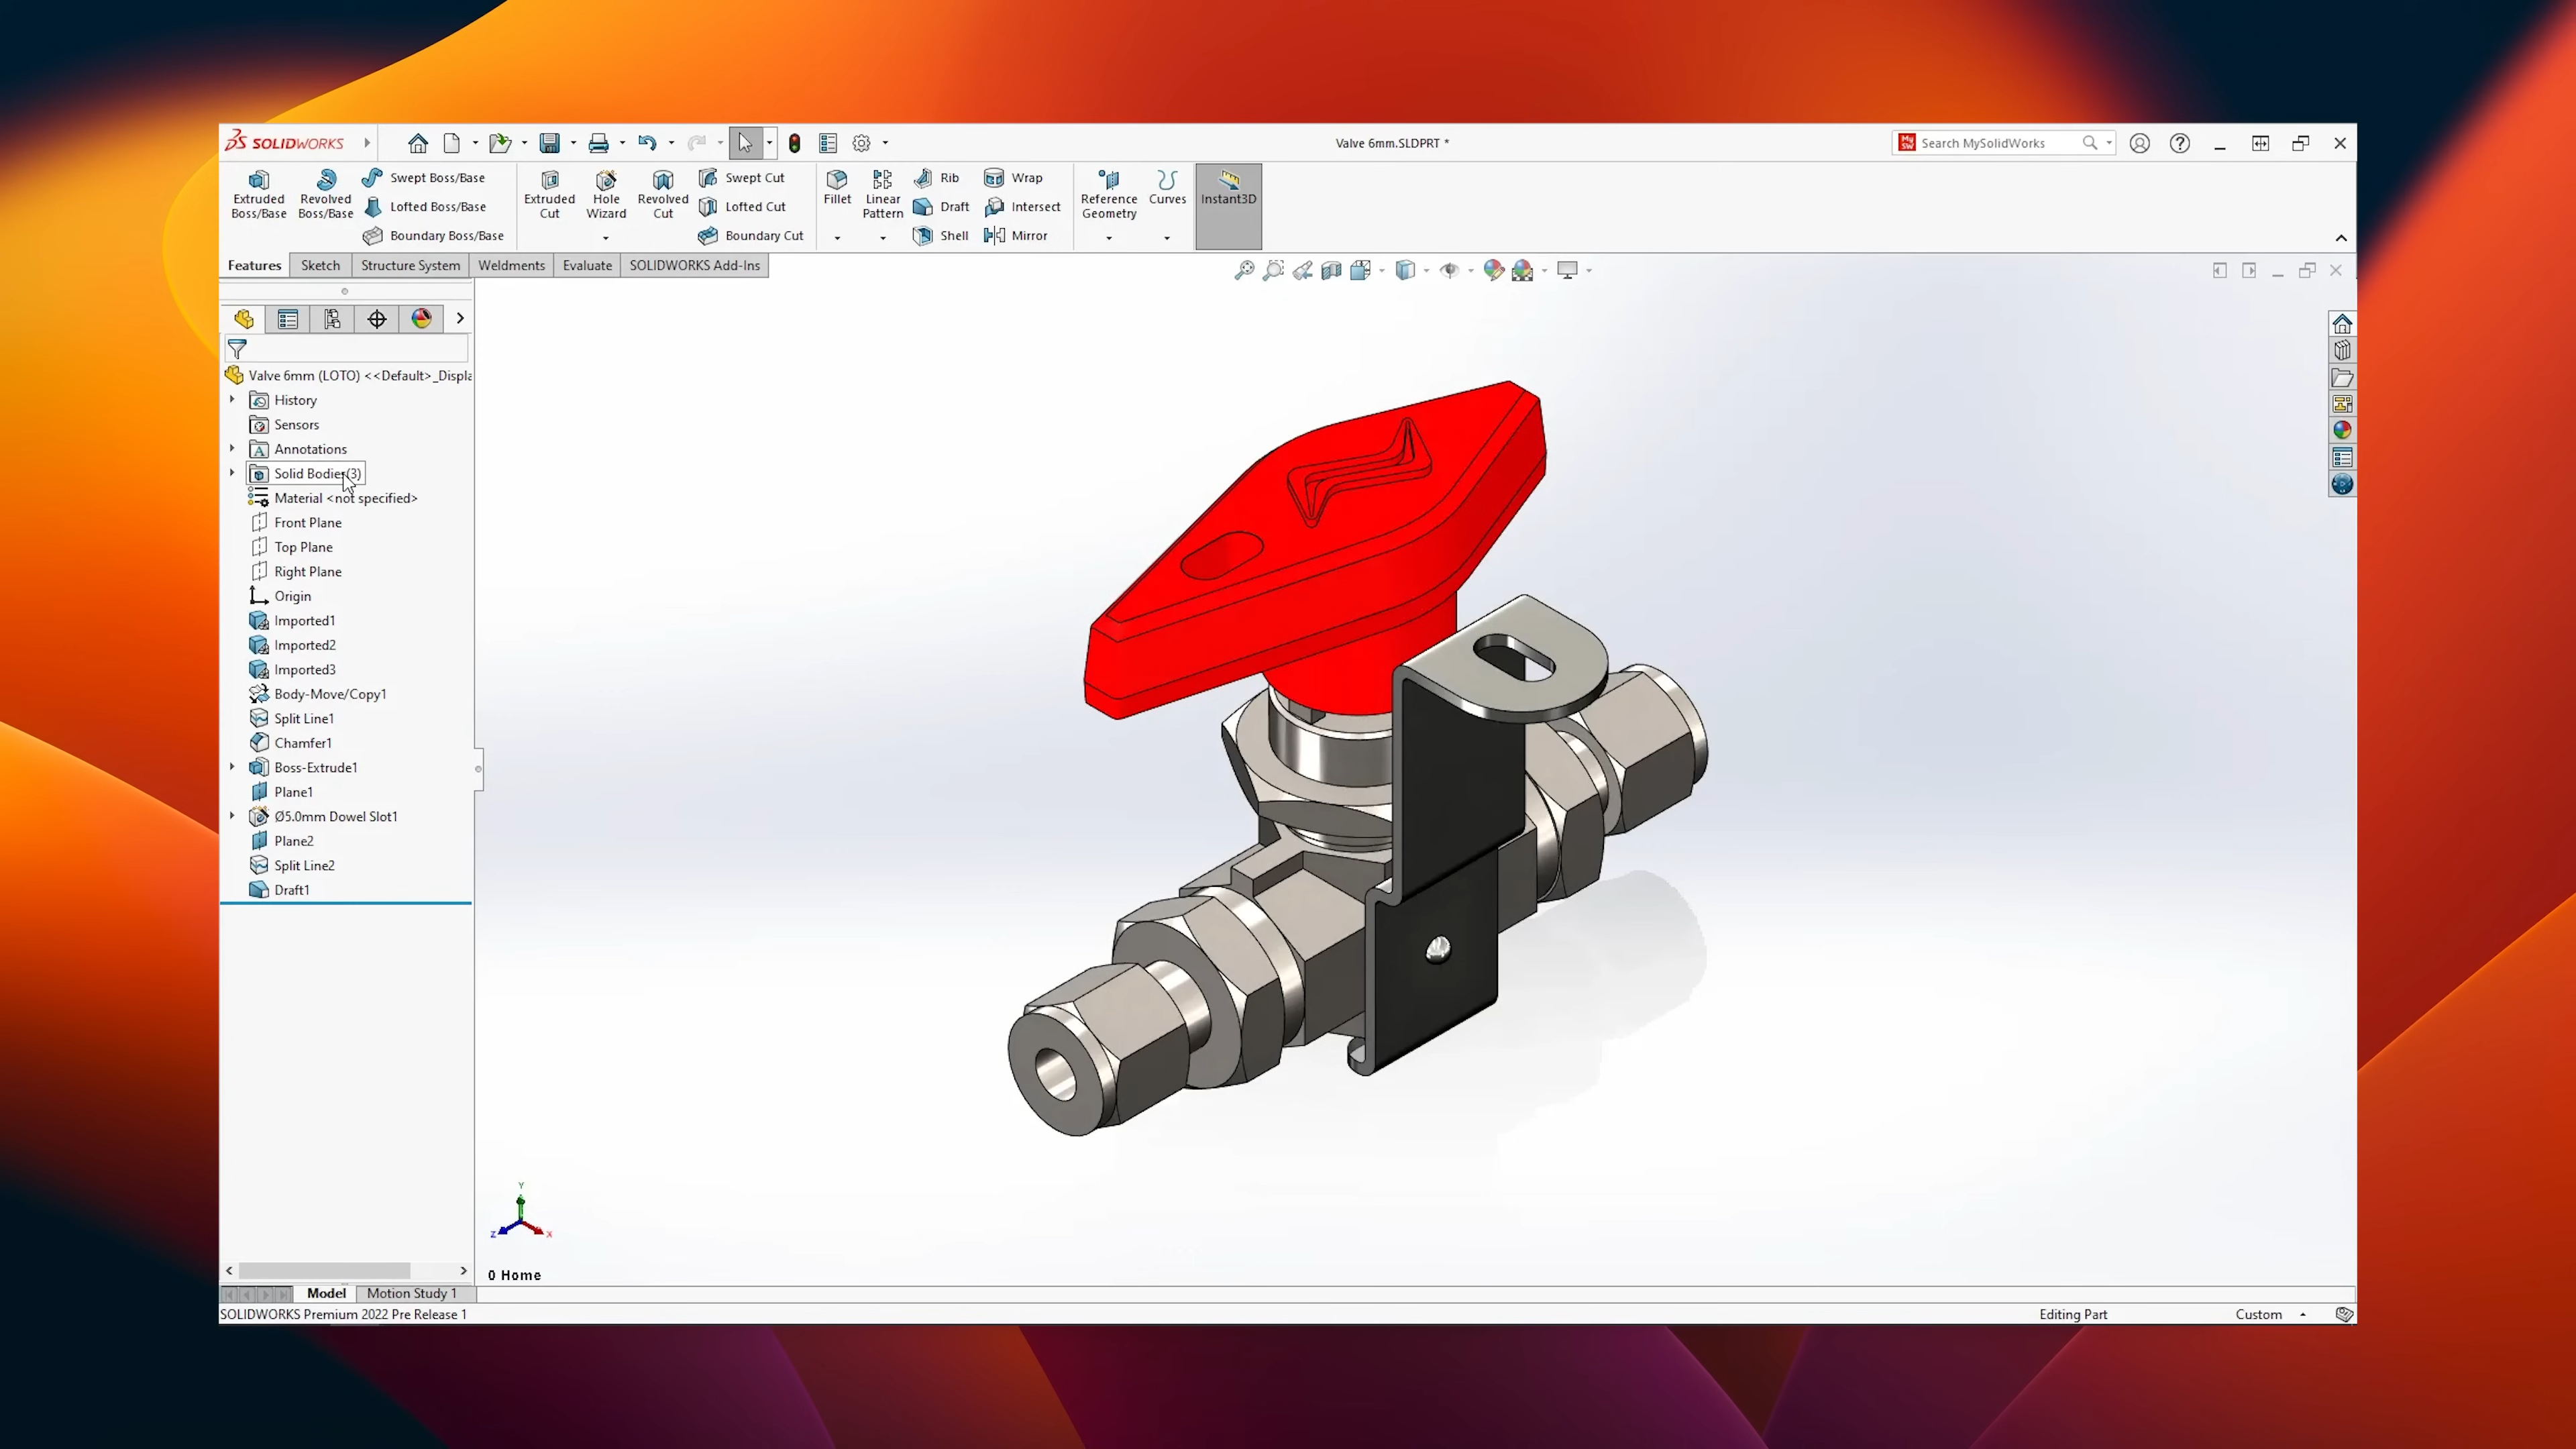 SOLIDWORKS
Valve 6mm.SLDPRT *
Search MySolidWorks
Extruded Boss/Base
Revolved Boss/Base
Swept Boss/Base
Lofted Boss/Base
Boundary Boss/Base
Extruded Cut
Hole Wizard
Revolved Cut
Swept Cut
Lofted Cut
Boundary Cut
Fillet
Linear Pattern
Rib
Draft
Shell
Wrap
Intersect
Mirror
Reference Geometry
Curves
Instant3D
Features
Sketch
Structure System
Weldments
Evaluate
SOLIDWORKS Add-Ins
Valve 6mm (LOTO) <<Default>_Displa
History
Sensors
Annotations
Solid Bodies(3)
Material <not specified>
Front Plane
Top Plane
Right Plane
Origin
Imported1
Imported2
Imported3
Body-Move/Copy1
Split Line1
Chamfer1
Boss-Extrude1
Plane1
Ø5.0mm Dowel Slot1
Plane2
Split Line2
Draft1
Y
Z
X
0 Home
Model
Motion Study 1
SOLIDWORKS Premium 2022 Pre Release 1
Editing Part
Custom